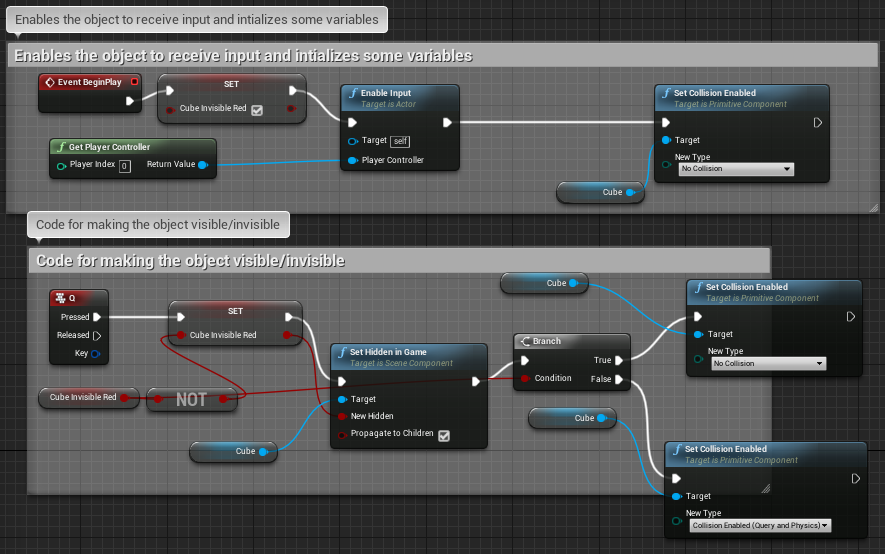 Enables the object to receive input and intializes some variables
Enables the object to receive input and intializes some variables
Event BeginPlay
SET
Cube Invisible Red
Enable Input
Target is Actor
Target self
Player Controller
Get Player Controller
Player Index 0 Return Value
Set Collision Enabled
Target is Primitive Component
Target
New Type
No Collision
Cube
Code for making the object visible/invisible
Code for making the object visible/invisible
Q
Pressed
Released
Key
SET
Cube Invisible Red
Cube Invisible Red
NOT
Cube
Set Hidden in Game
Target is Scene Component
Target
New Hidden
Propagate to Children
Branch
True
Condition False
Cube
Set Collision Enabled
Target is Primitive Component
Target
New Type
No Collision
Cube
Set Collision Enabled
Target is Primitive Component
Target
New Type
Collision Enabled (Query and Physics)